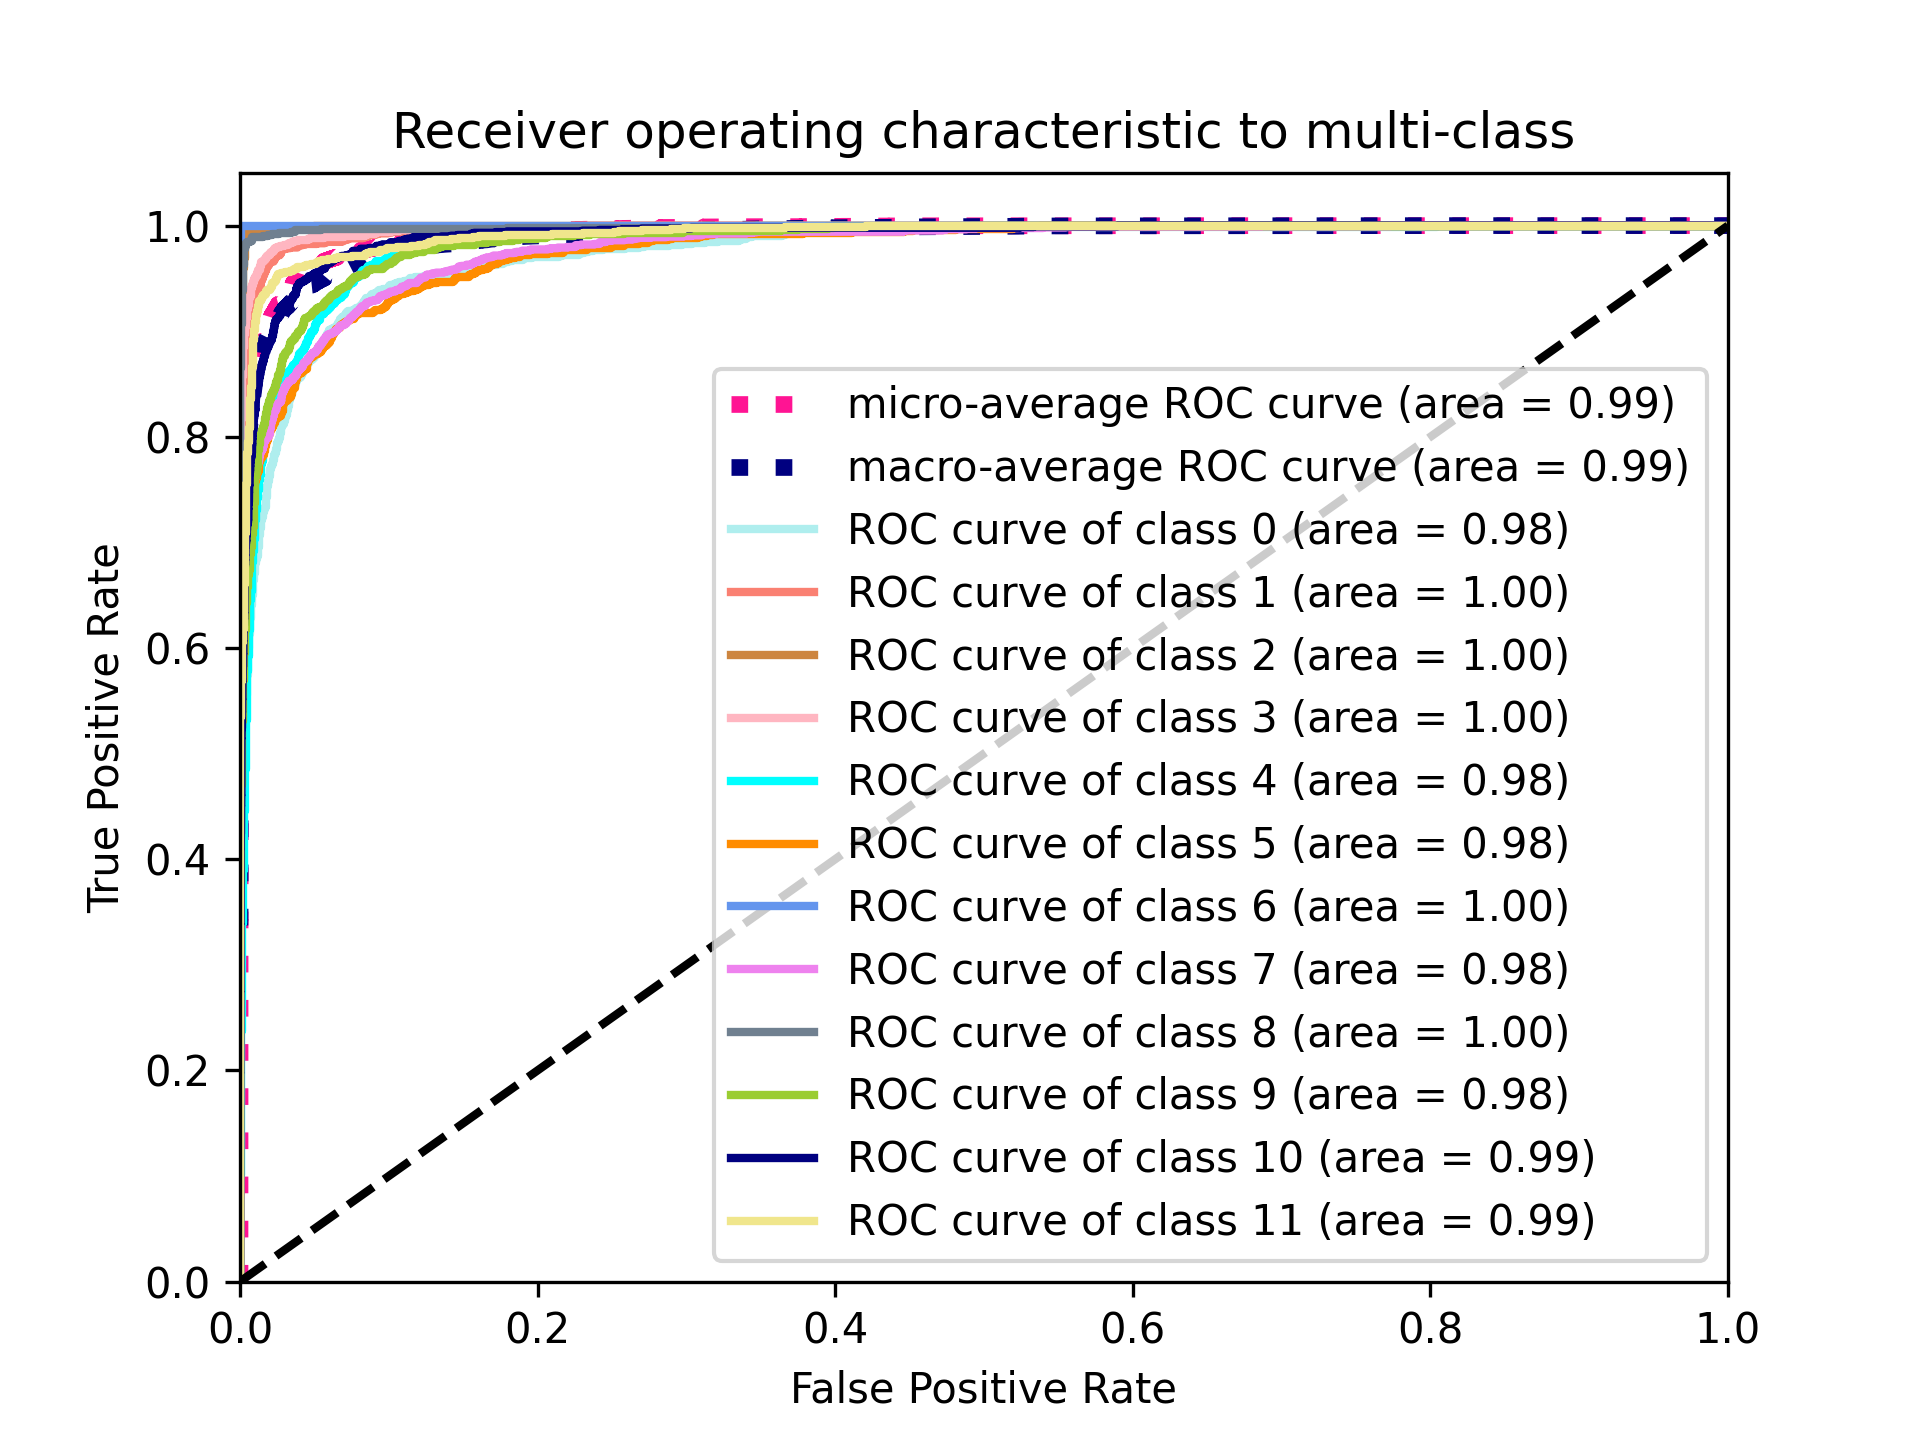 Receiver operating characteristic to multi-class
1.0
0.8
0.6
0.4
0.2
0.0
True Positive Rate
micro-average ROC curve (area = 0.99)
macro-average ROC curve (area = 0.99)
ROC curve of class 0 (area = 0.98)
ROC curve of class 1 (area = 1.00)
ROC curve of class 2 (area = 1.00)
ROC curve of class 3 (area = 1.00)
ROC curve of class 4 (area = 0.98)
ROC curve of class 5 (area = 0.98)
ROC curve of class 6 (area = 1.00)
ROC curve of class 7 (area = 0.98)
ROC curve of class 8 (area = 1.00)
ROC curve of class 9 (area = 0.98)
ROC curve of class 10 (area = 0.99)
ROC curve of class 11 (area = 0.99)
0.0 0.2 0.4 0.6 0.8 1.0
False Positive Rate